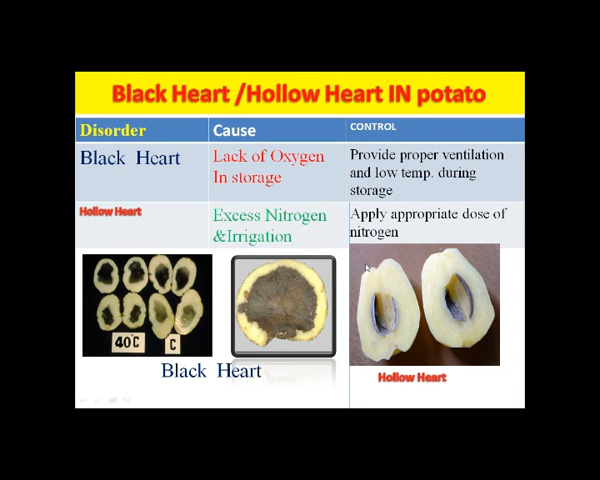 Black Heart /Hollow Heart IN potato
Disorder Cause CONTROL
Black Heart
Lack of Oxygen
In storage
Provide proper ventilation
and low temp. during
storage
Hollow Heart
Excess Nitrogen
&Irrigation
Apply appropriate dose of
nitrogen
40°C C
Black Heart
Hollow Heart